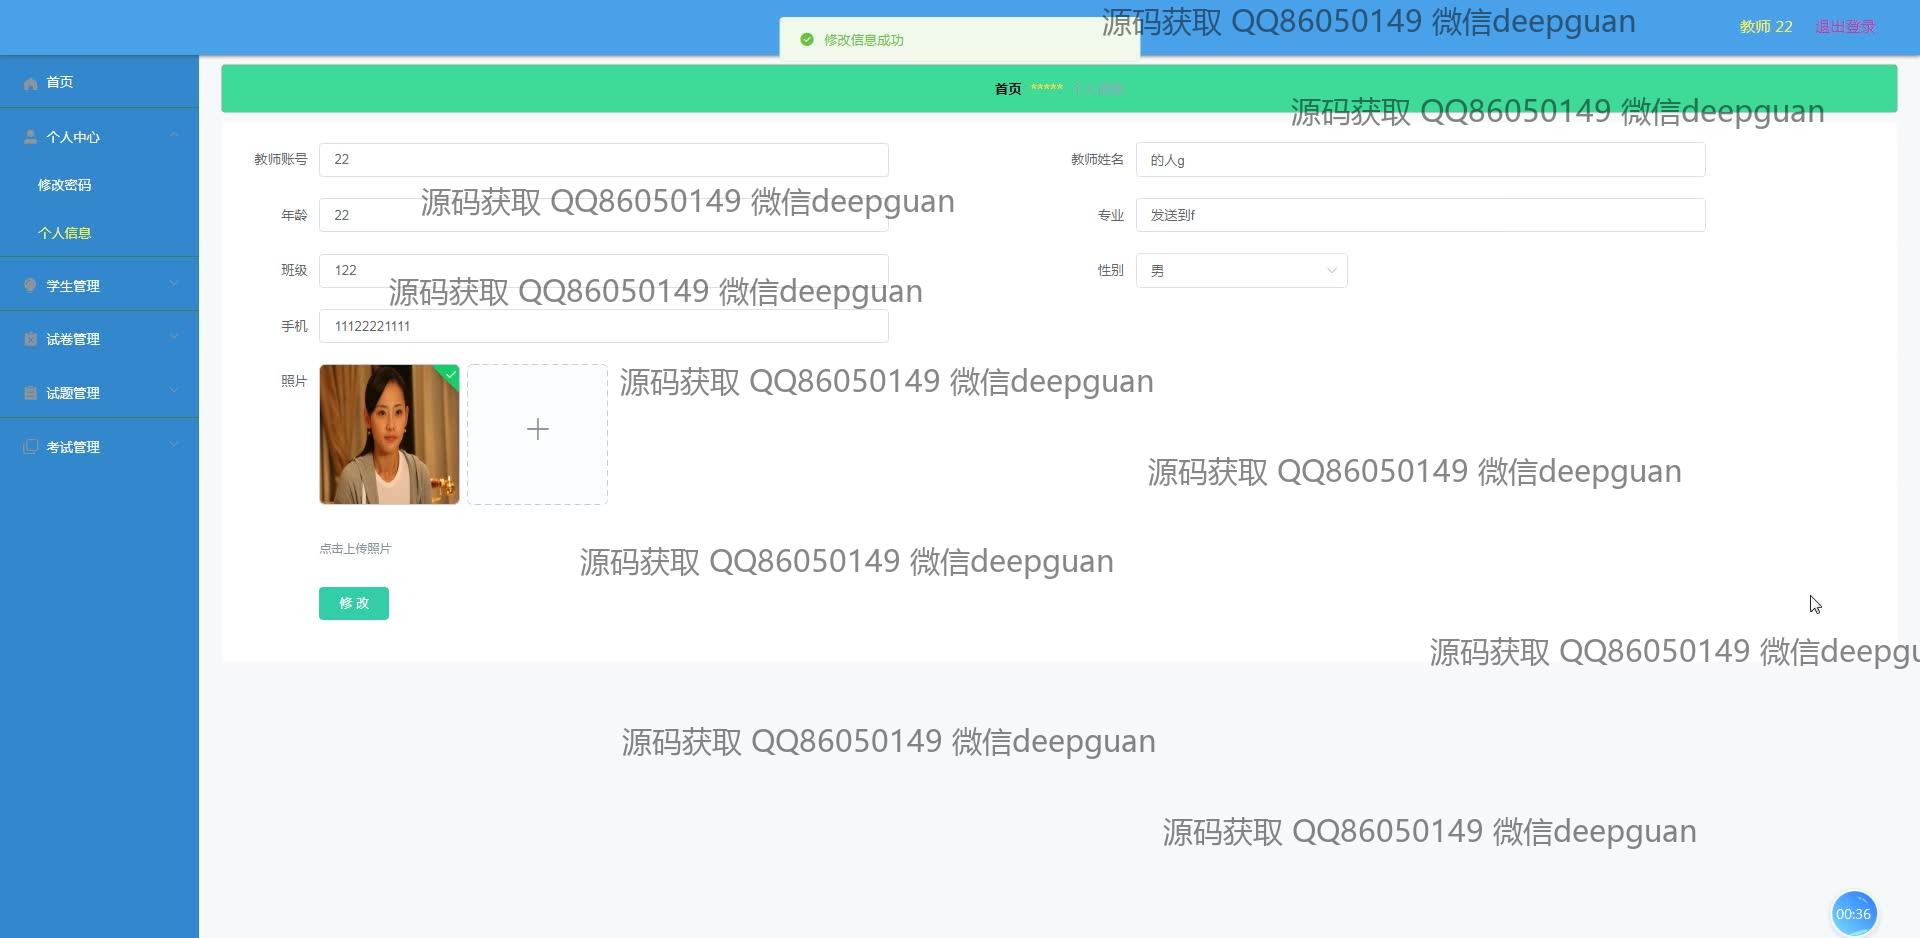 源码获取 QQ86050149 微信deepguan
教师 22
退出登录
修改信息成功
首页
首页 ***** 个人信息
源码获取 QQ86050149 微信deepguan
个人中心
教师账号 22
教师姓名 的人g
修改密码
源码获取 QQ86050149 微信deepguan
年龄 22
专业 发送到f
个人信息
班级 122
性别 男
学生管理
源码获取 QQ86050149 微信deepguan
手机 11122221111
试卷管理
照片
源码获取 QQ86050149 微信deepguan
试题管理
考试管理
源码获取 QQ86050149 微信deepguan
点击上传照片
源码获取 QQ86050149 微信deepguan
修 改
源码获取 QQ86050149 微信deepgu
源码获取 QQ86050149 微信deepguan
源码获取 QQ86050149 微信deepguan
00:36